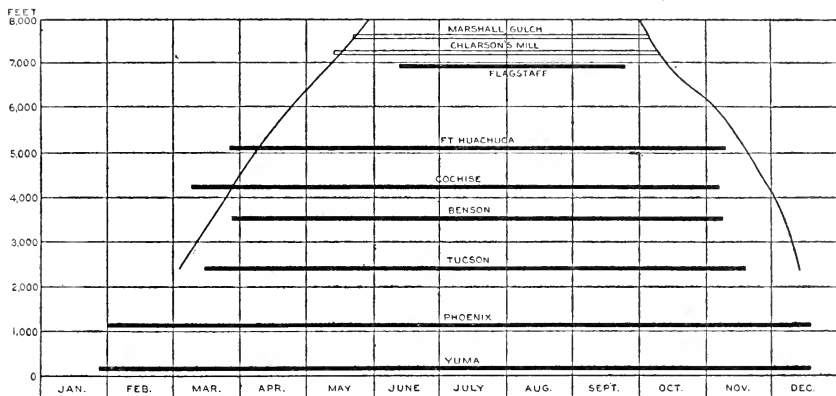 FEET
8,000
MARSHALL GULCH
CHLARSON'S MILL
7,000
FLAGSTAFF
6,000
FT HUACHUCA
5,000
COCHISE
4,000
BENSON
3,000
TUCSON
2,000
PHOENIX
1,000
YUMA
0
JAN. FEB. MAR. APR. MAY JUNE JULY AUG. SEPT. OCT. NOV. DEC.